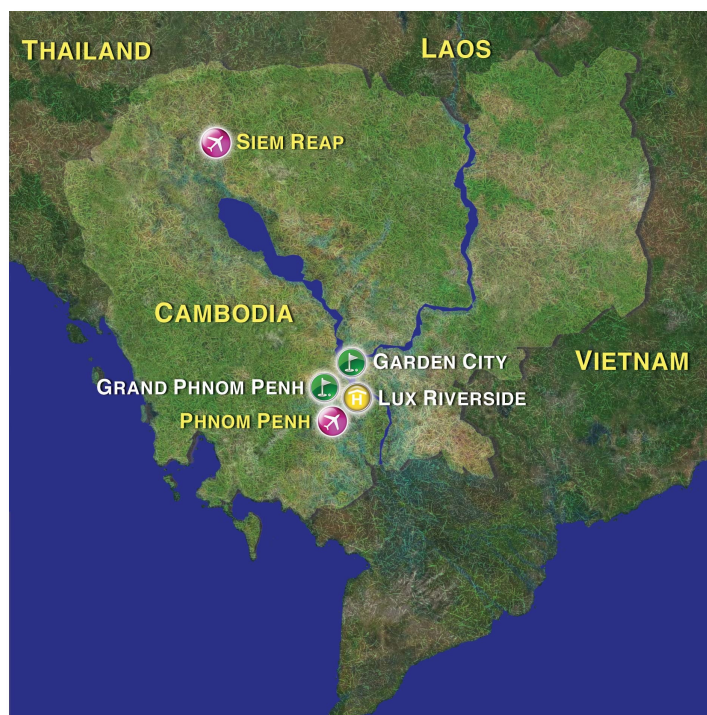 THAILAND
LAOS
SIEM REAP
CAMBODIA
GARDEN CITY
VIETNAM
GRAND PHNOM PENH
H
LUX RIVERSIDE
PHNOM PENH